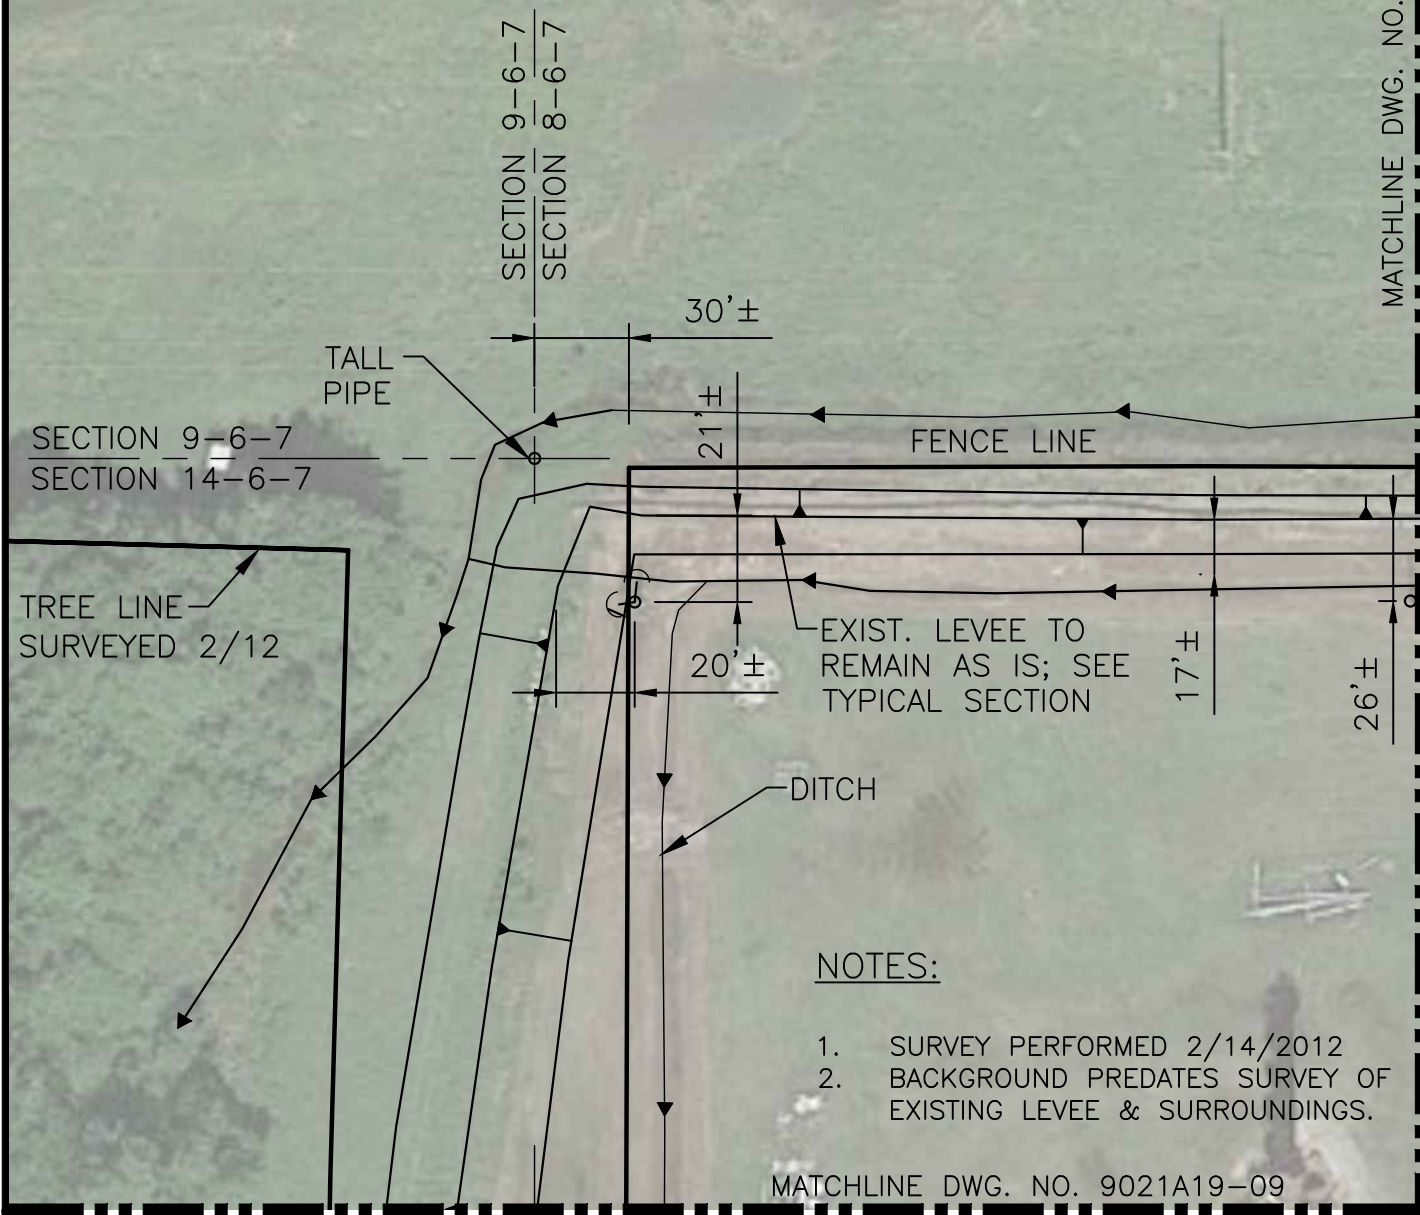 SECTION 9-6-7
SECTION 8-6-7
MATCHLINE DWG. NO.
30'±
TALL
PIPE
21'±
SECTION 9-6-7
SECTION 14-6-7
FENCE LINE
TREE LINE
SURVEYED 2/12
EXIST. LEVEE TO
REMAIN AS IS; SEE
TYPICAL SECTION
20'±
17'±
26'±
DITCH
NOTES:
1. SURVEY PERFORMED 2/14/2012
2. BACKGROUND PREDATES SURVEY OF
EXISTING LEVEE & SURROUNDINGS.
MATCHLINE DWG. NO. 9021A19-09